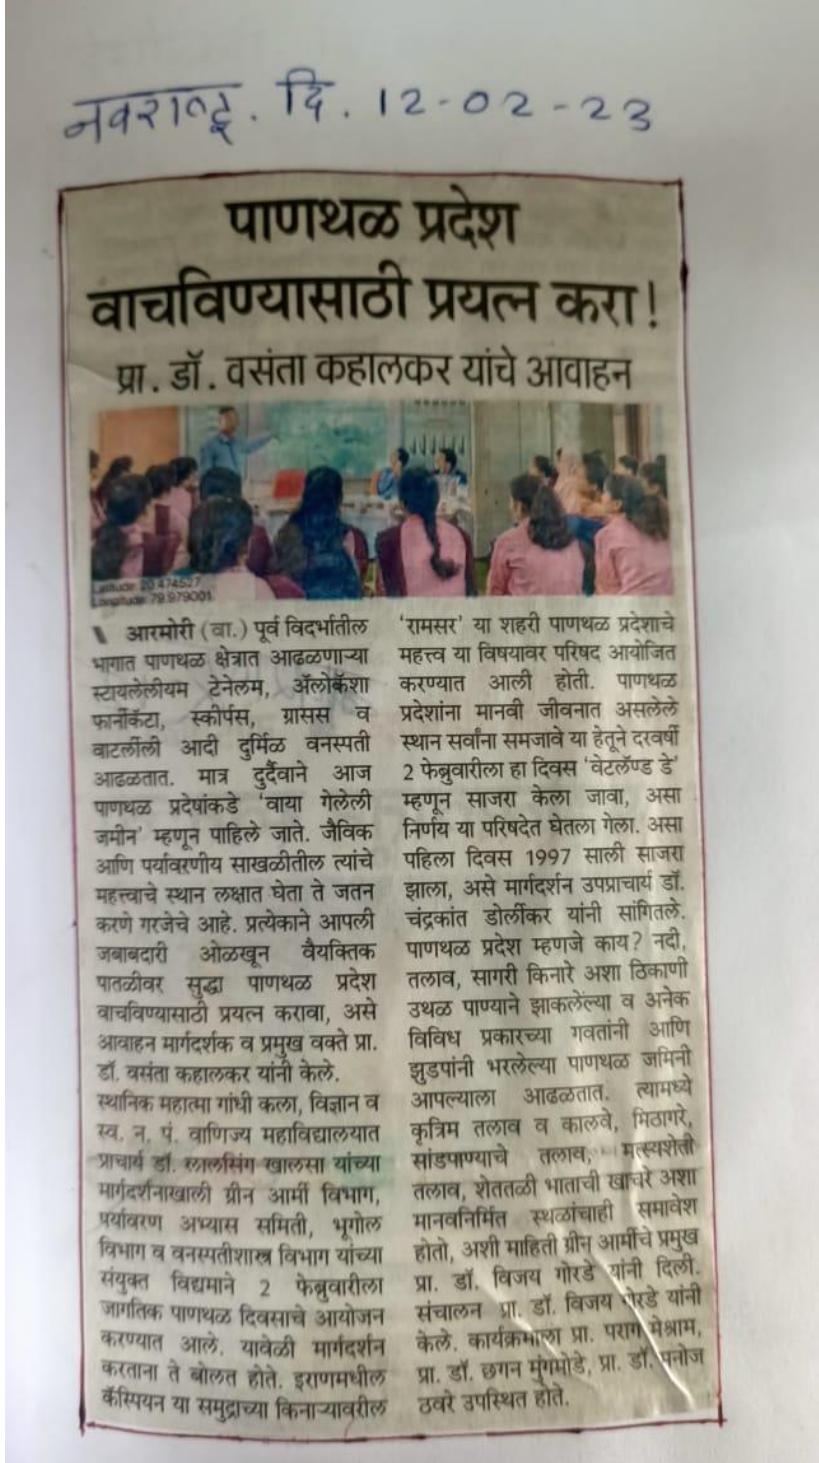 नवराष्ट्र. दि. 12-02-23
पाणथळ प्रदेश
वाचविण्यासाठी प्रयत्न करा!
प्रा. डॉ. वसंता कहालकर यांचे आवाहन
Latitude: 20.474527
Longitude: 79.979001
आरमोरी (वा.) पूर्व विदर्भातील
भागात पाणथळ क्षेत्रात आढळणाऱ्या
स्टायलेलीयम टेनेलम, ॲलोकॅशा
फार्नीकॅटा, स्कीर्पस, ग्रासस व
वाटर्लीली आदी दुर्मिळ वनस्पती
आढळतात. मात्र दुर्दैवाने आज
पाणथळ प्रदेषांकडे 'वाया गेलेली
जमीन' म्हणून पाहिले जाते. जैविक
आणि पर्यावरणीय साखळीतील त्यांचे
महत्त्वाचे स्थान लक्षात घेता ते जतन
करणे गरजेचे आहे. प्रत्येकाने आपली
जबाबदारी ओळखून वैयक्तिक
पातळीवर सुद्धा पाणथळ प्रदेश
वाचविण्यासाठी प्रयत्न करावा, असे
आवाहन मार्गदर्शक व प्रमुख वक्ते प्रा.
डॉ. वसंता कहालकर यांनी केले.
स्थानिक महात्मा गांधी कला, विज्ञान व
स्व. न. पं. वाणिज्य महाविद्यालयात
प्राचार्य डॉ. लालसिंग खालसा यांच्या
मार्गदर्शनाखाली ग्रीन आर्मी विभाग,
पर्यावरण अभ्यास समिती, भूगोल
विभाग व वनस्पतीशास्त्र विभाग यांच्या
संयुक्त विद्यमाने 2 फेब्रुवारीला
जागतिक पाणथळ दिवसाचे आयोजन
करण्यात आले. यावेळी मार्गदर्शन
करताना ते बोलत होते. इराणमधील
कॅस्पियन या समुद्राच्या किनाऱ्यावरील
'रामसर' या शहरी पाणथळ प्रदेशाचे
महत्त्व या विषयावर परिषद आयोजित
करण्यात आली होती. पाणथळ
प्रदेशांना मानवी जीवनात असलेले
स्थान सर्वांना समजावे या हेतूने दरवर्षी
2 फेब्रुवारीला हा दिवस 'वेटलॅण्ड डे'
म्हणून साजरा केला जावा, असा
निर्णय या परिषदेत घेतला गेला. असा
पहिला दिवस 1997 साली साजरा
झाला, असे मार्गदर्शन उपप्राचार्य डॉ.
चंद्रकांत डोर्लीकर यांनी सांगितले.
पाणथळ प्रदेश म्हणजे काय? नदी,
तलाव, सागरी किनारे अशा ठिकाणी
उथळ पाण्याने झाकलेल्या व अनेक
विविध प्रकारच्या गवतांनी आणि
झुडपांनी भरलेल्या पाणथळ जमिनी
आपल्याला आढळतात. त्यामध्ये
कृत्रिम तलाव व कालवे, मिठागरे,
सांडपाण्याचे तलाव, मत्स्यशेती
तलाव, शेततळी भाताची खाचरे अशा
मानवनिर्मित स्थळांचाही समावेश
होतो, अशी माहिती ग्रीन आर्मीचे प्रमुख
प्रा. डॉ. विजय गोरडे यांनी दिली.
संचालन प्रा. डॉ. विजय गोरडे यांनी
केले. कार्यक्रमाला प्रा. पराग मेश्राम,
प्रा. डॉ. छगन मुंगमोडे, प्रा. डॉ. मनोज
ठवरे उपस्थित होते.